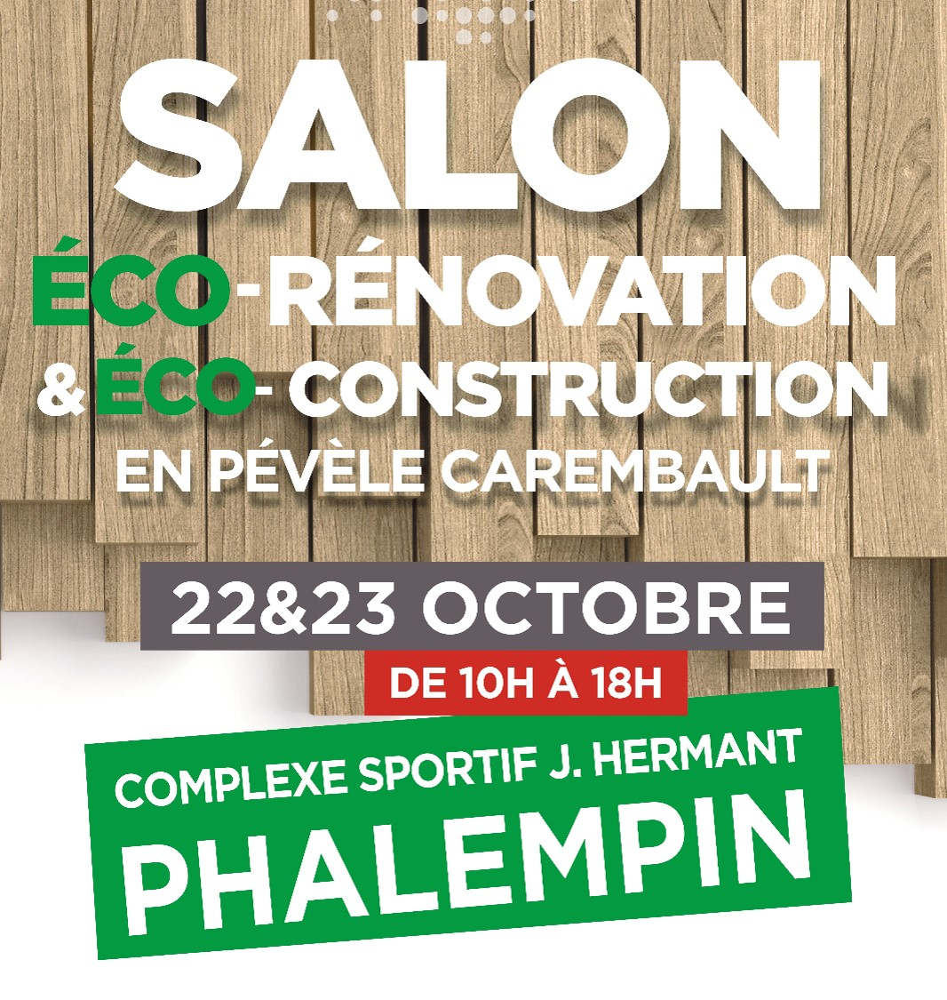 SALON
ÉCO-RÉNOVATION
& ÉCO- CONSTRUCTION
EN PÉVÈLE CAREMBAULT
22&23 OCTOBRE
DE 10H À 18H
COMPLEXE SPORTIF J. HERMANT
PHALEMPIN